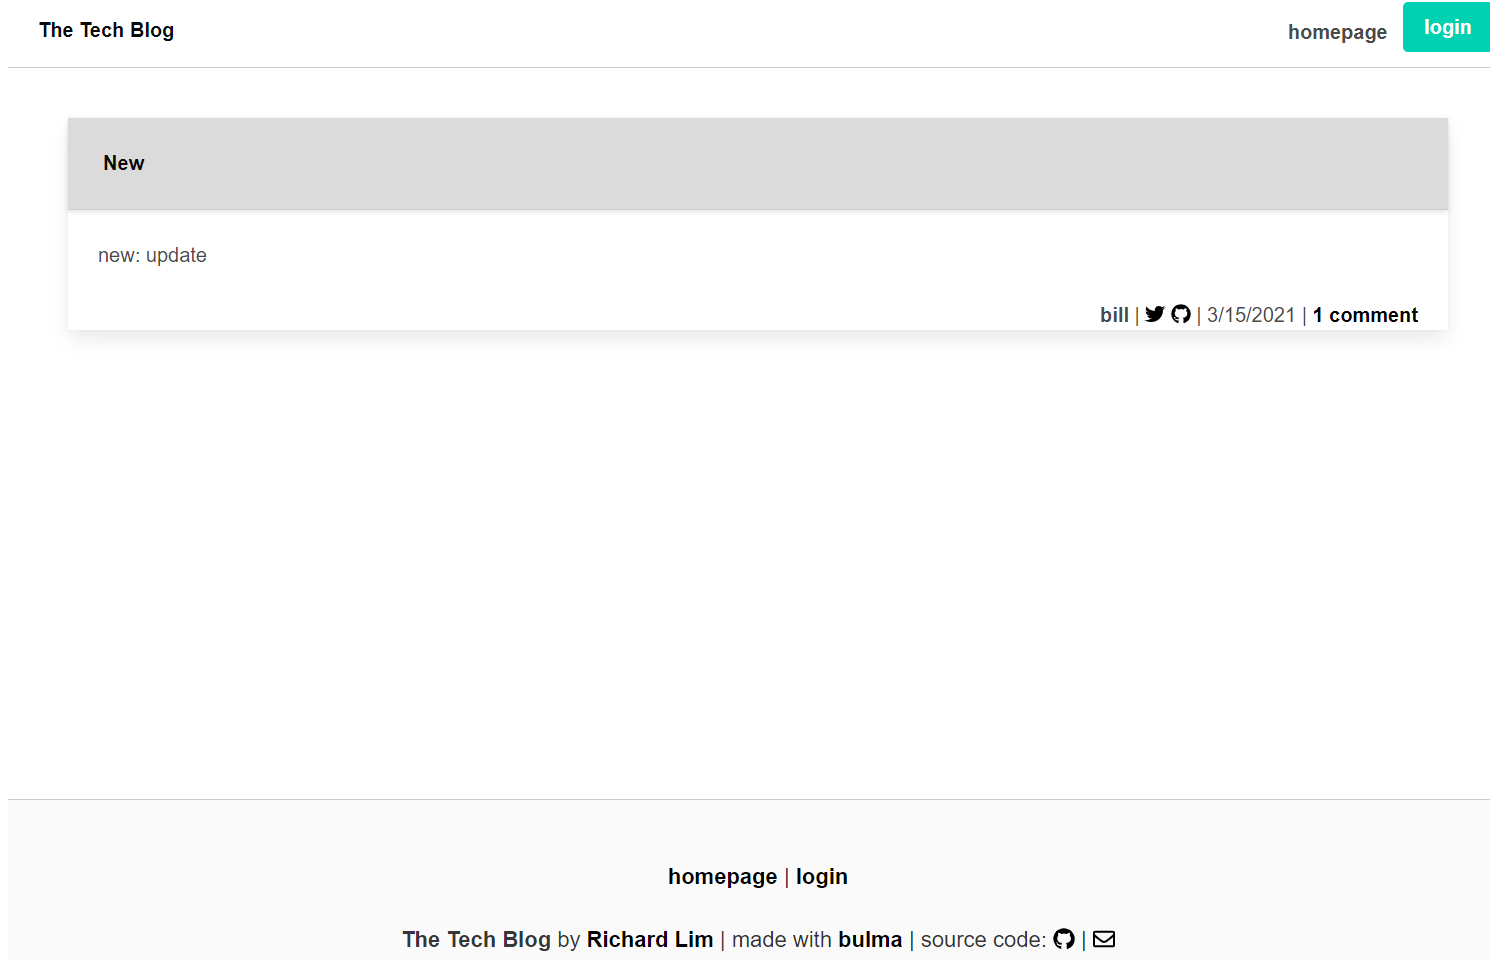 The Tech Blog
homepage login
New
new: update
bill | | 3/15/2021 | 1 comment
homepage | login
The Tech Blog by Richard Lim | made with bulma | source code: |